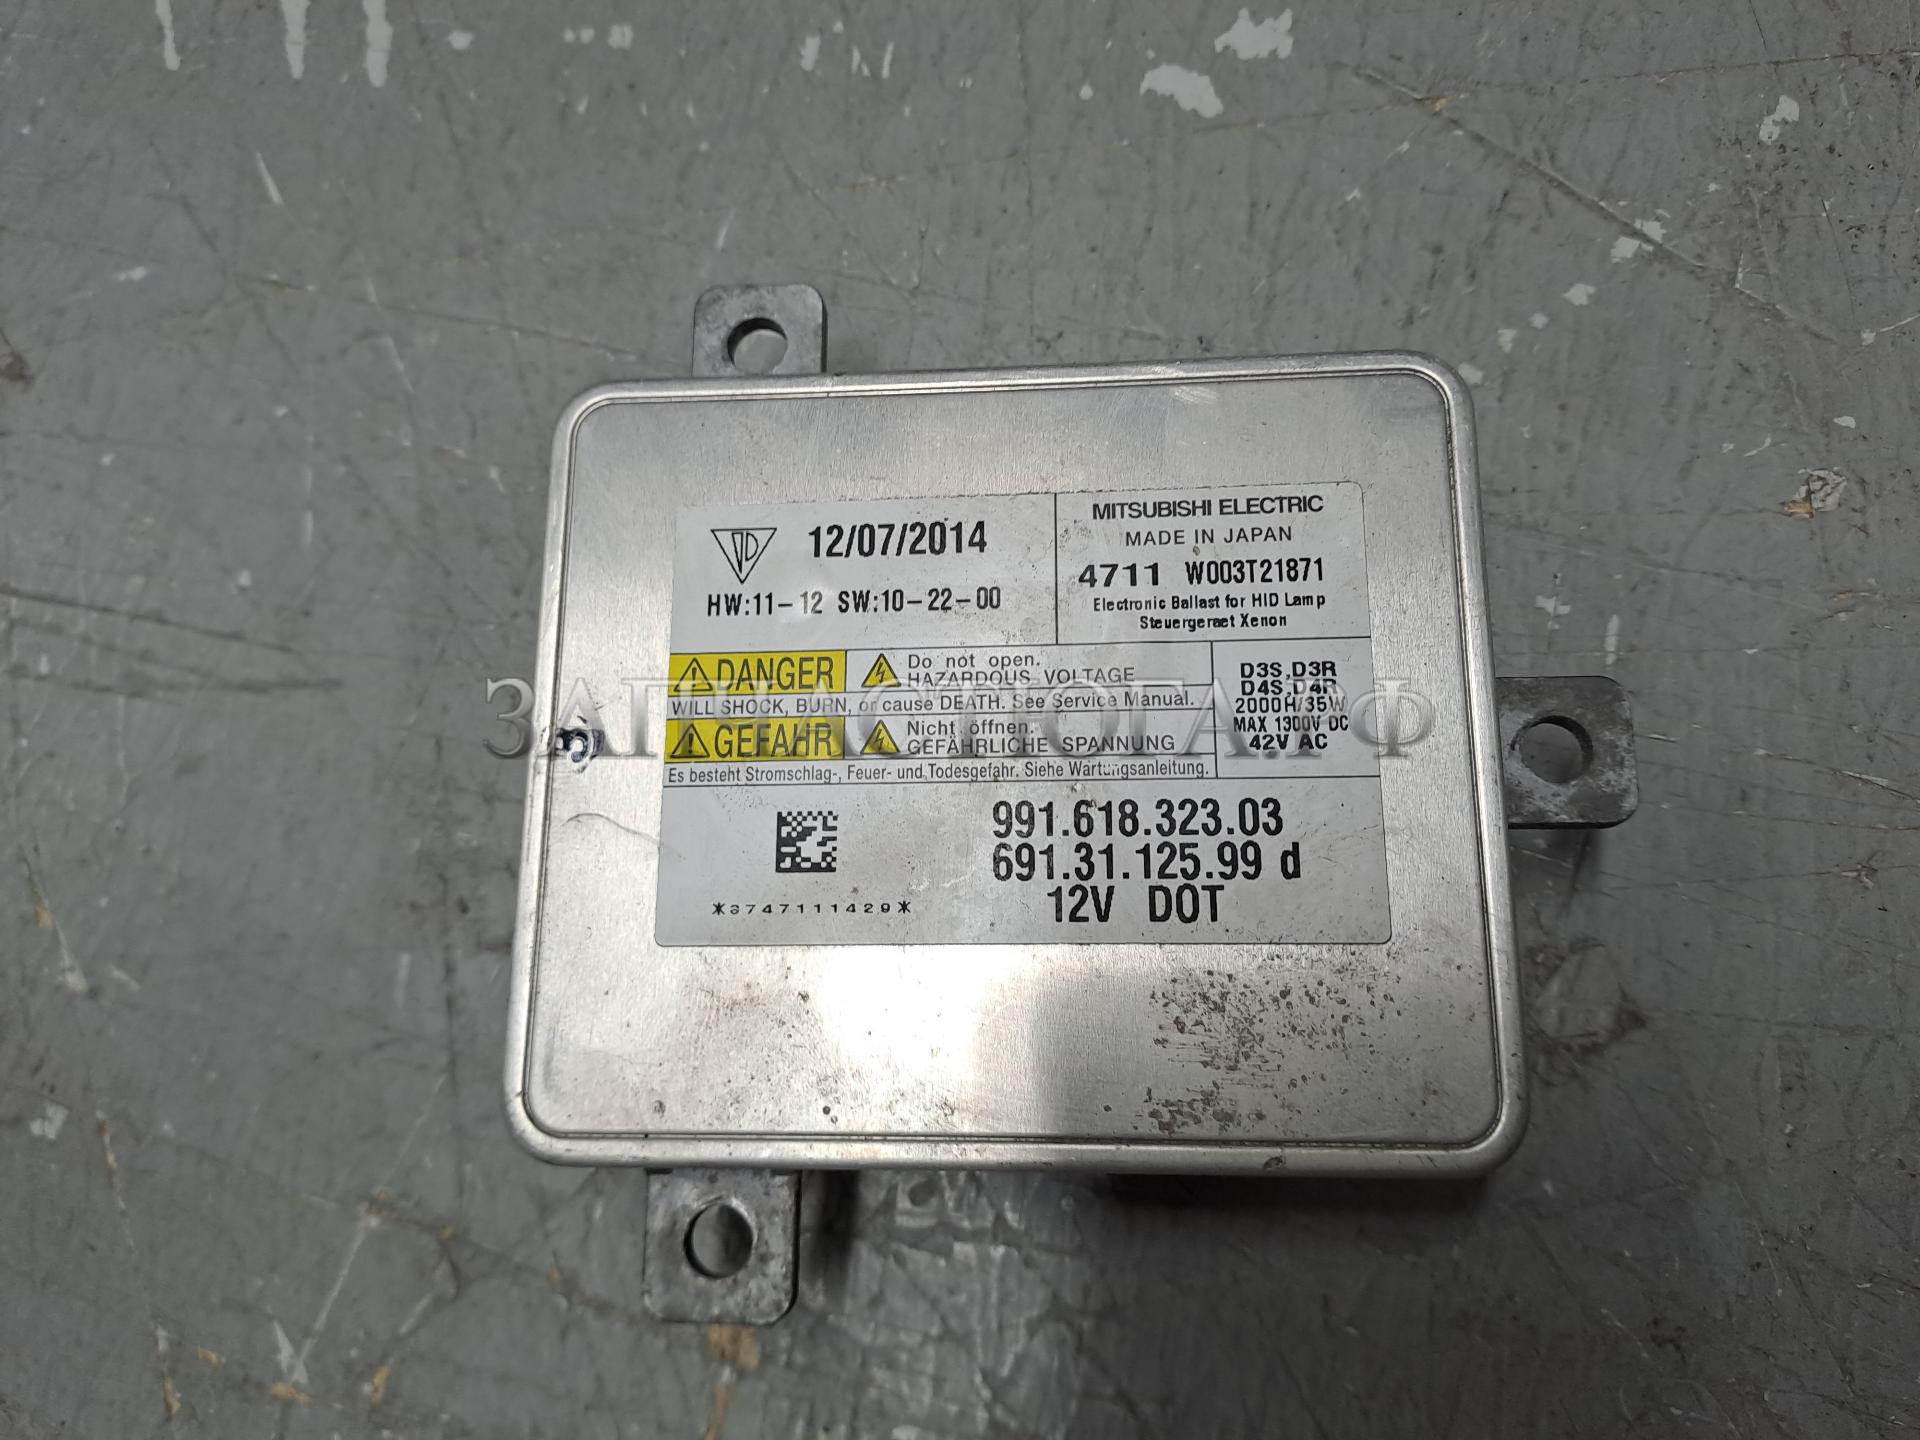 12/07/2014
HW:11-12 SW:10-22-00
MITSUBISHI ELECTRIC
MADE IN JAPAN
4711 W003T21871
Electronic Ballast for HID Lamp
Steuergeraet Xenon
DANGER
Do not open.
HAZARDOUS VOLTAGE
WILL SHOCK, BURN, or cause DEATH. See Service Manual.
GEFAHR
Nicht öffnen.
GEFÄHRLICHE SPANNUNG
Es besteht Stromschlag-, Feuer- und Todesgefahr. Siehe Wartungsanleitung.
D3S,D3R
D4S,D4R
2000H/35W
MAX 1300V DC
42V AC
ЗАПЧАСТЮГА.РФ
991.618.323.03
691.31.125.99 d
12V DOT
*3747111429*